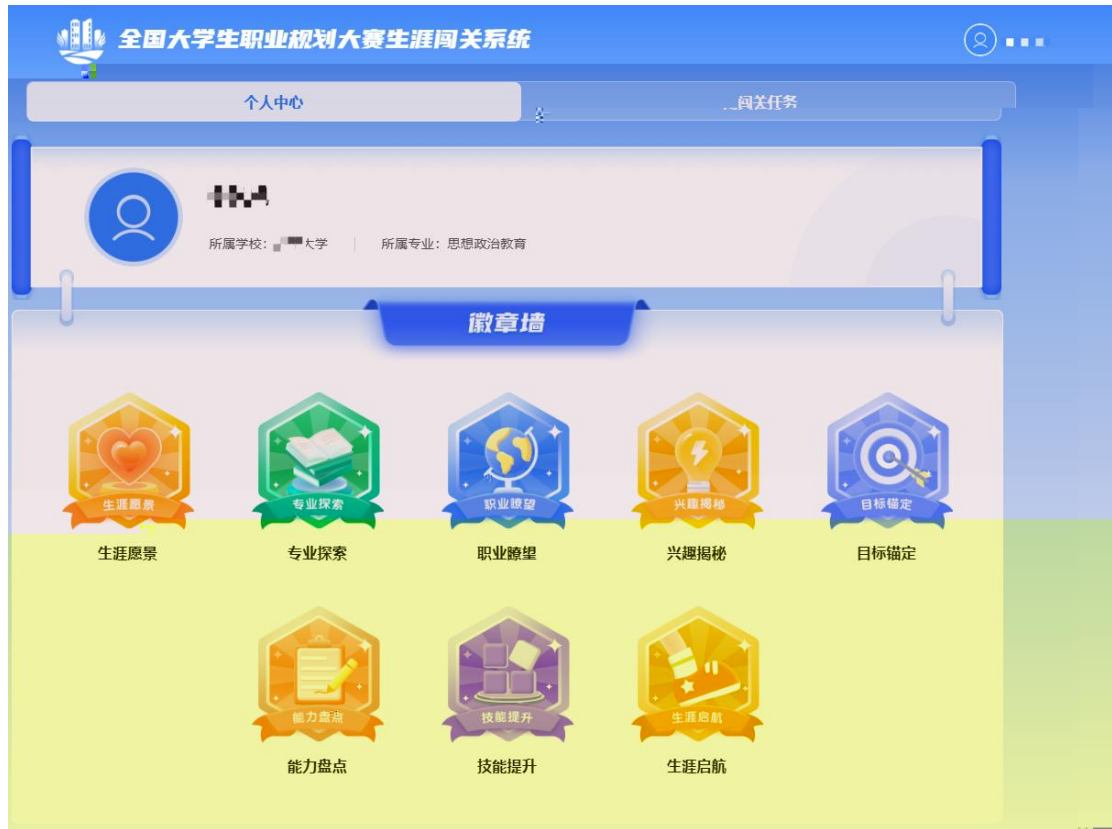 全国大学生职业规划大赛生涯闯关系统
个人中心
闯关任务
所属学校：
大学
所属专业：思想政治教育
徽章墙
生涯愿景
专业探索
职业瞭望
兴趣揭秘
目标锚定
生涯愿景
专业探索
职业瞭望
兴趣揭秘
目标锚定
能力盘点
技能提升
生涯启航
能力盘点
技能提升
生涯启航